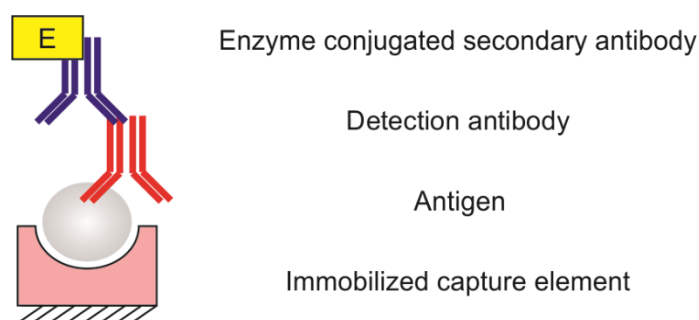 E
Enzyme conjugated secondary antibody
Detection antibody
Antigen
Immobilized capture element